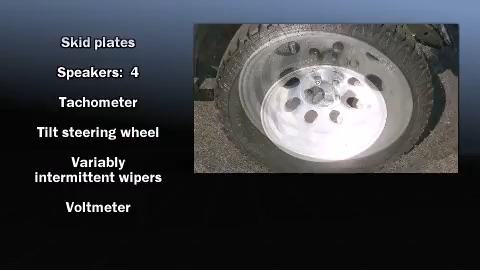 Skid plates
Speakers: 4
Tachometer
Tilt steering wheel
Variably
intermittent wipers
Voltmeter